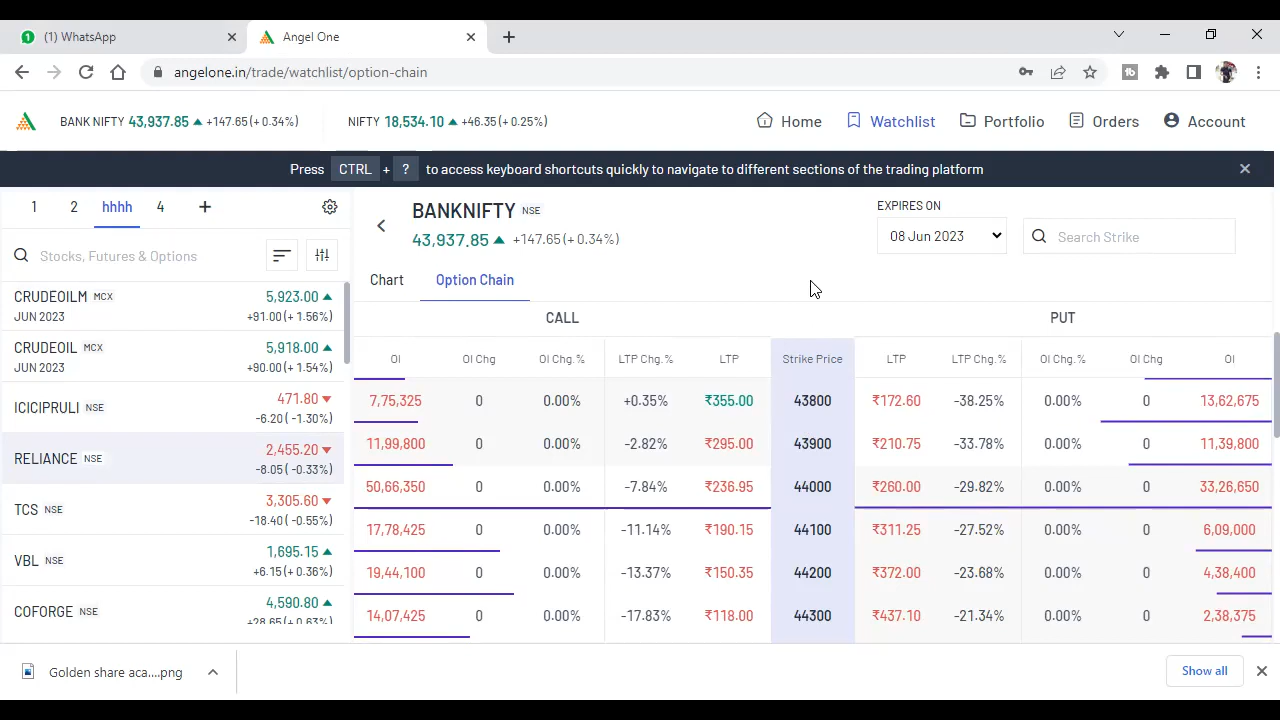 (1) WhatsApp
Angel One
angelone.in/trade/watchlist/option-chain
BANK NIFTY 43,937.85 ▲ +147.65 (+ 0.34%)
NIFTY 18,534.10 ▲ +46.35 (+ 0.25%)
Home Watchlist Portfolio Orders Account
Press CTRL + ? to access keyboard shortcuts quickly to navigate to different sections of the trading platform
1 2 hhhh 4 +
Stocks, Futures & Options
CRUDEOILM MCX 5,923.00 ▲
JUN 2023 +91.00 (+ 1.56%)
CRUDEOIL MCX 5,918.00 ▲
JUN 2023 +90.00 (+ 1.54%)
ICICIPRULI NSE 471.80 ▼
-6.20 ( -1.30%)
RELIANCE NSE 2,455.20 ▼
-8.05 ( -0.33%)
TCS NSE 3,305.60 ▼
-18.40 ( -0.55%)
VBL NSE 1,695.15 ▲
+6.15 (+ 0.36%)
COFORGE NSE 4,590.80 ▲
+28.65 (+ 0.63%)
BANKNIFTY NSE
43,937.85 ▲ +147.65 (+ 0.34%)
EXPIRES ON
08 Jun 2023
Search Strike
Chart Option Chain
CALL PUT
OI OI Chg OI Chg.% LTP Chg.% LTP Strike Price LTP LTP Chg.% OI Chg.% OI Chg OI
7,75,325 0 0.00% +0.35% ₹355.00 43800 ₹172.60 -38.25% 0.00% 0 13,62,675
11,99,800 0 0.00% -2.82% ₹295.00 43900 ₹210.75 -33.78% 0.00% 0 11,39,800
50,66,350 0 0.00% -7.84% ₹236.95 44000 ₹260.00 -29.82% 0.00% 0 33,26,650
17,78,425 0 0.00% -11.14% ₹190.15 44100 ₹311.25 -27.52% 0.00% 0 6,09,000
19,44,100 0 0.00% -13.37% ₹150.35 44200 ₹372.00 -23.68% 0.00% 0 4,38,400
14,07,425 0 0.00% -17.83% ₹118.00 44300 ₹437.10 -21.34% 0.00% 0 2,38,375
Golden share aca....png
Show all